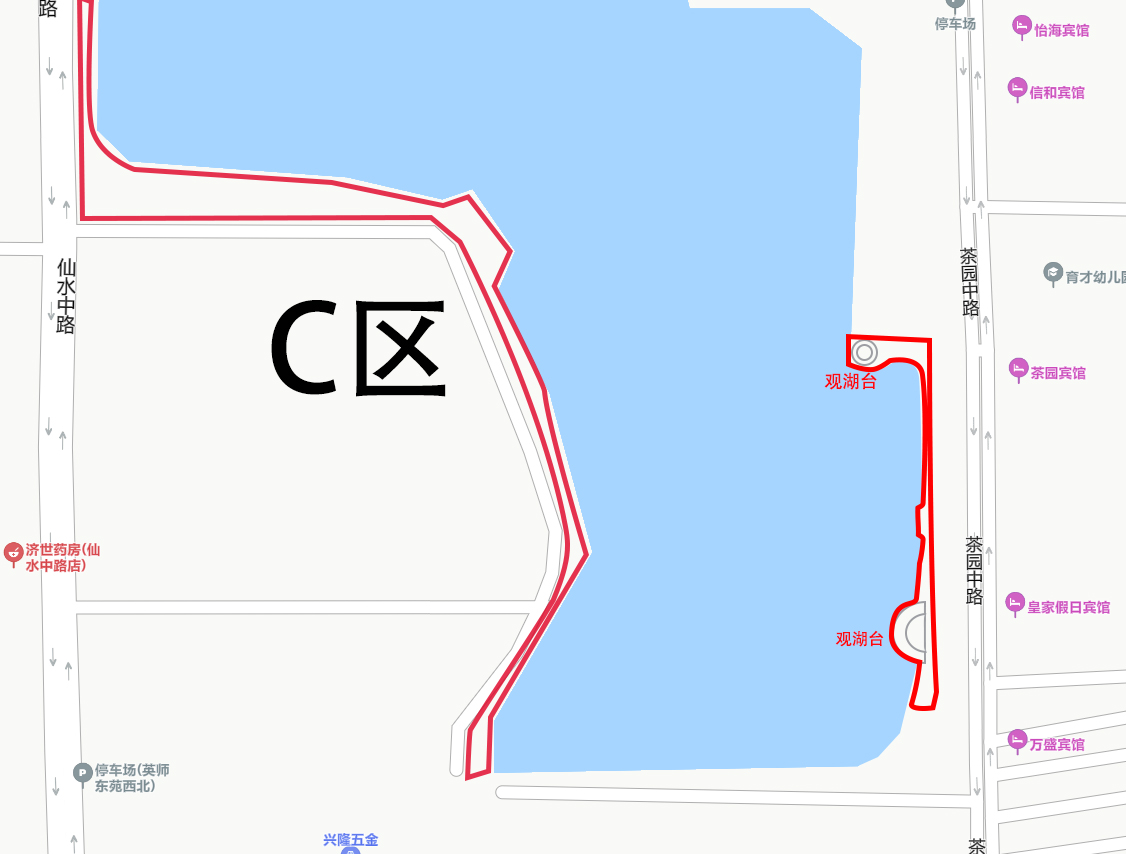 路
停车场
怡海宾馆
信和宾馆
仙水中路
茶园中路
育才幼儿园
C区
茶园宾馆
观湖台
济世药房(仙
水中路店)
茶园中路
皇家假日宾馆
观湖台
万盛宾馆
P
停车场(英师
东苑西北)
兴隆五金
茶